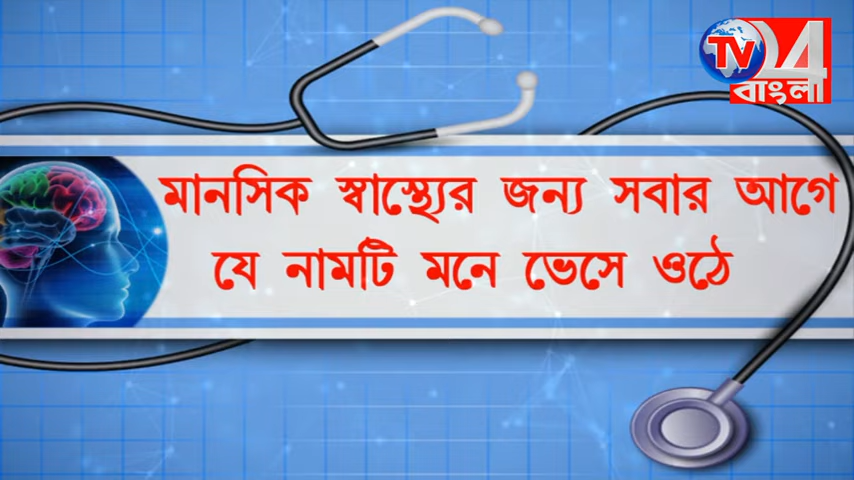 TV 24
বাংলা
মানসিক স্বাস্থ্যের জন্য সবার আগে
যে নামটি মনে ভেসে ওঠে